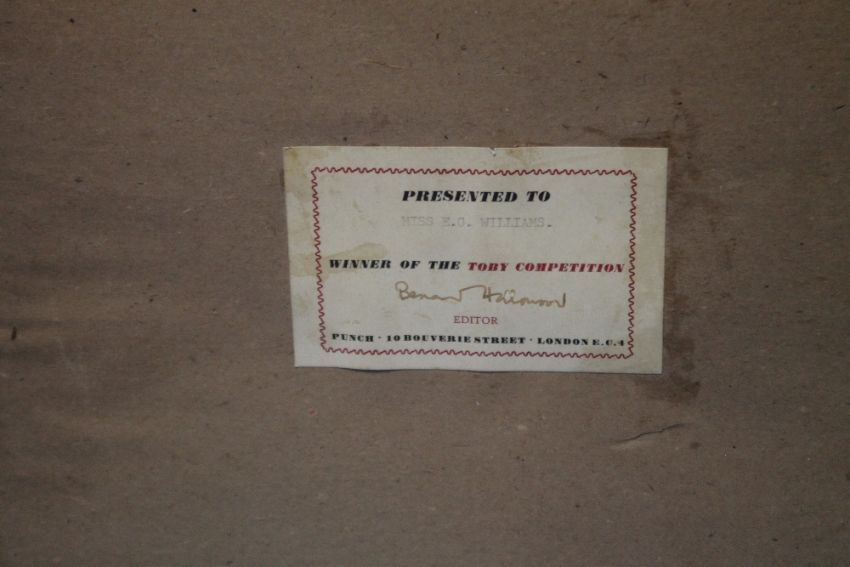 PRESENTED TO
MISS E.G. WILLIAMS.
WINNER OF THE TOBY COMPETITION
Bernard Hollowood
EDITOR
PUNCH · 10 BOUVERIE STREET · LONDON E.C.4